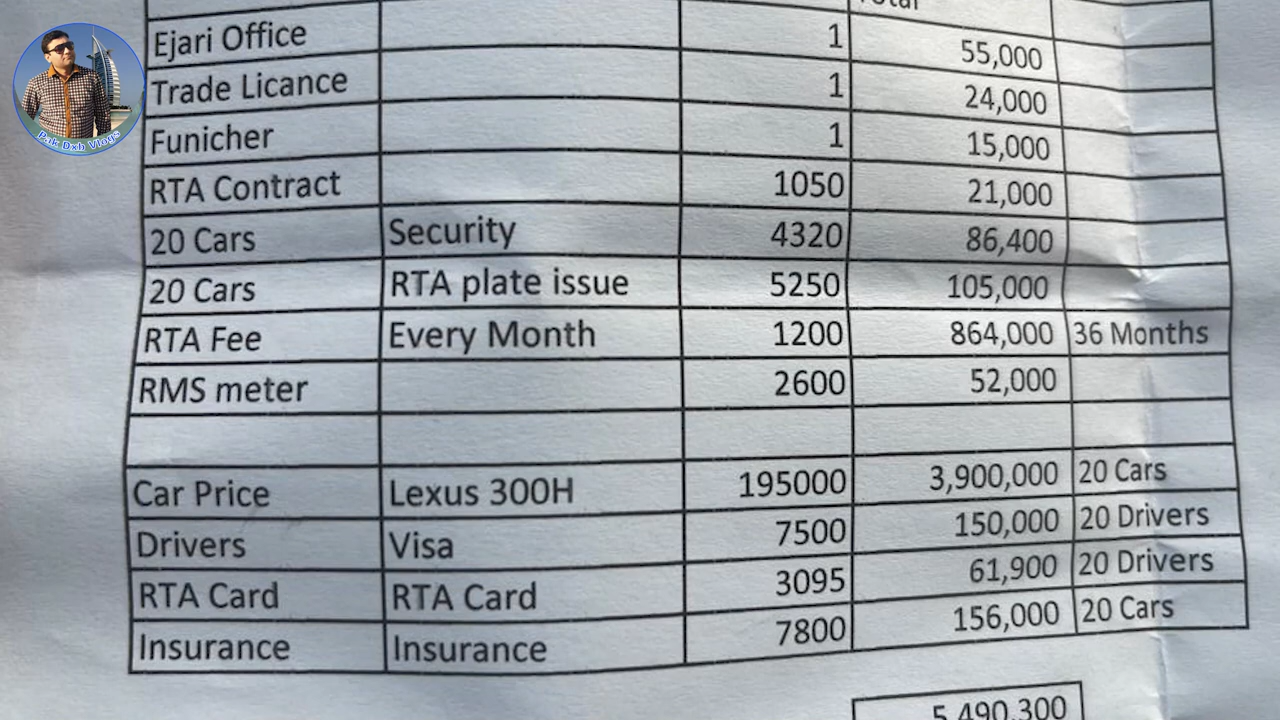 Total
Ejari Office 1 55,000
Trade Licance 1 24,000
Funicher 1 15,000
RTA Contract 1050 21,000
20 Cars Security 4320 86,400
20 Cars RTA plate issue 5250 105,000
RTA Fee Every Month 1200 864,000 36 Months
RMS meter 2600 52,000
Car Price Lexus 300H 195000 3,900,000 20 Cars
Drivers Visa 7500 150,000 20 Drivers
RTA Card RTA Card 3095 61,900 20 Drivers
Insurance Insurance 7800 156,000 20 Cars
5,490,300
Pak Dxb Vlogs